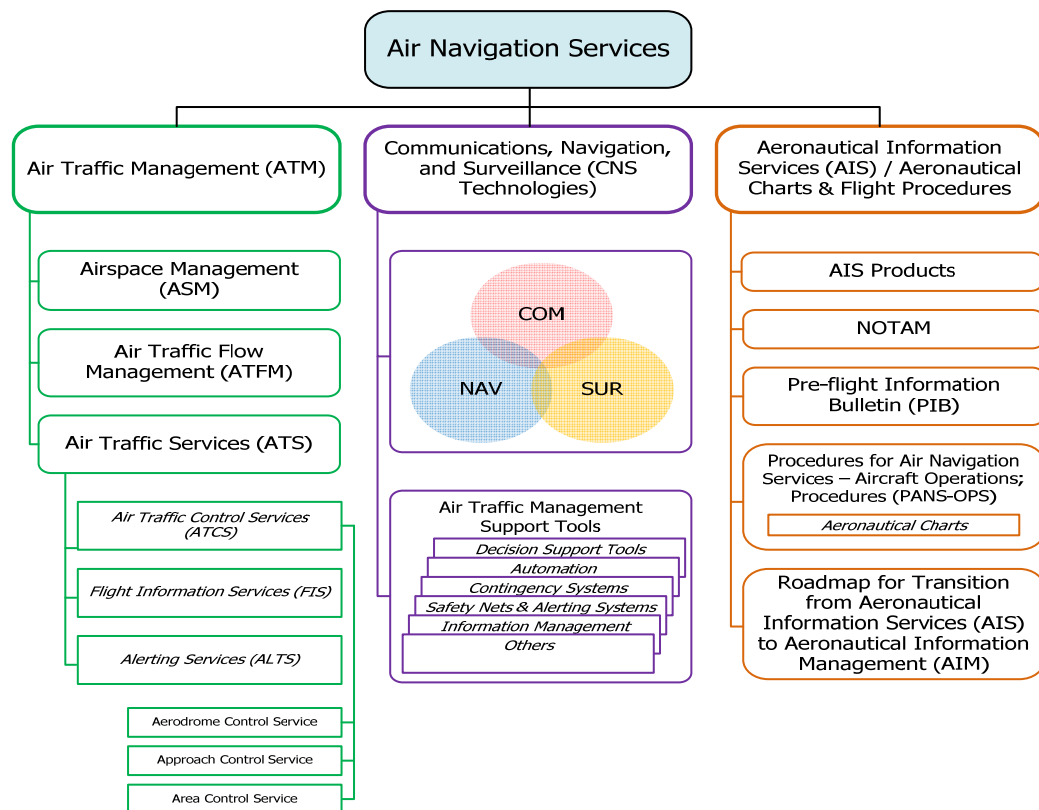 Air Navigation Services
Air Traffic Management (ATM)
Airspace Management
(ASM)
Air Traffic Flow
Management (ATFM)
Air Traffic Services (ATS)
Air Traffic Control Services
(ATCS)
Flight Information Services (FIS)
Alerting Services (ALTS)
Aerodrome Control Service
Approach Control Service
Area Control Service
Communications, Navigation,
and Surveillance (CNS
Technologies)
COM
NAV
SUR
Air Traffic Management
Support Tools
Decision Support Tools
Automation
Contingency Systems
Safety Nets & Alerting Systems
Information Management
Others
Aeronautical Information
Services (AIS) / Aeronautical
Charts & Flight Procedures
AIS Products
NOTAM
Pre-flight Information
Bulletin (PIB)
Procedures for Air Navigation
Services – Aircraft Operations;
Procedures (PANS-OPS)
Aeronautical Charts
Roadmap for Transition
from Aeronautical
Information Services (AIS)
to Aeronautical Information
Management (AIM)